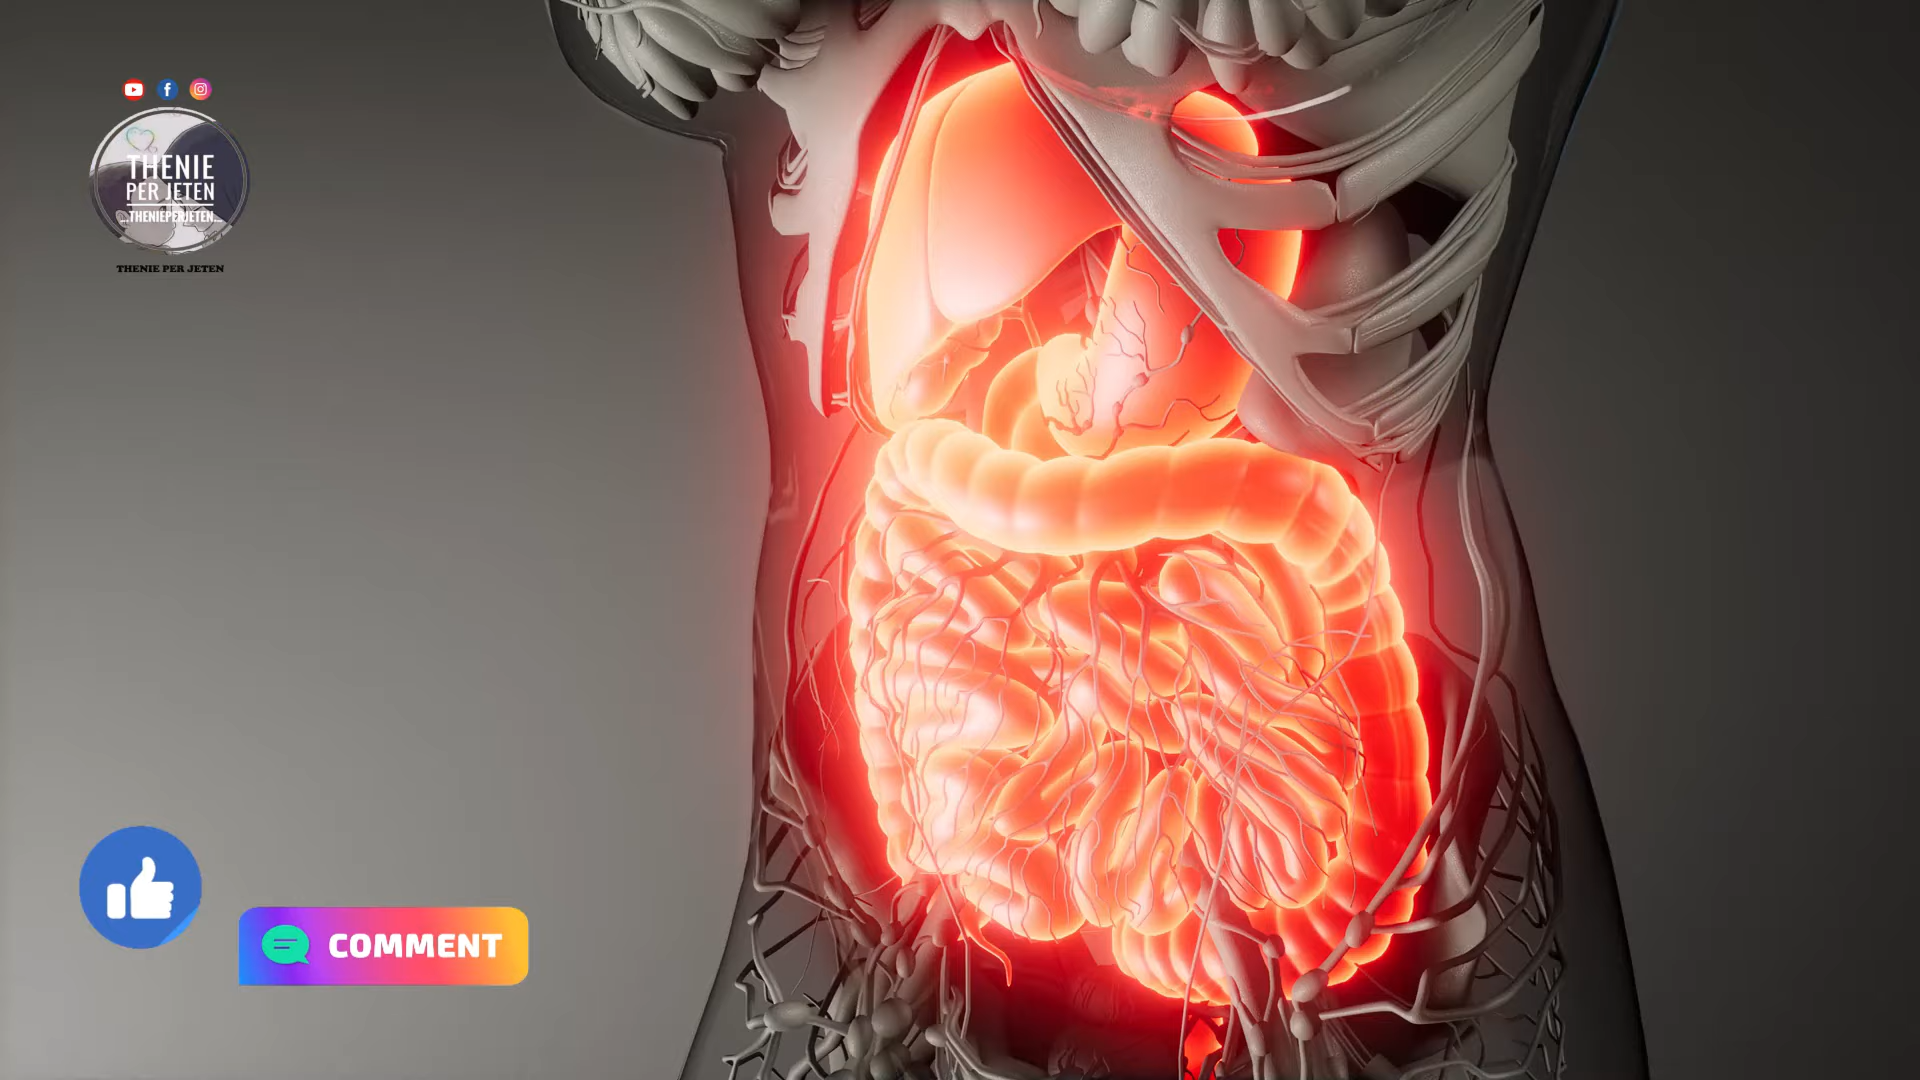 THENIE
PER JETEN
...THENIEPERJETEN...
THENIE PER JETEN
COMMENT